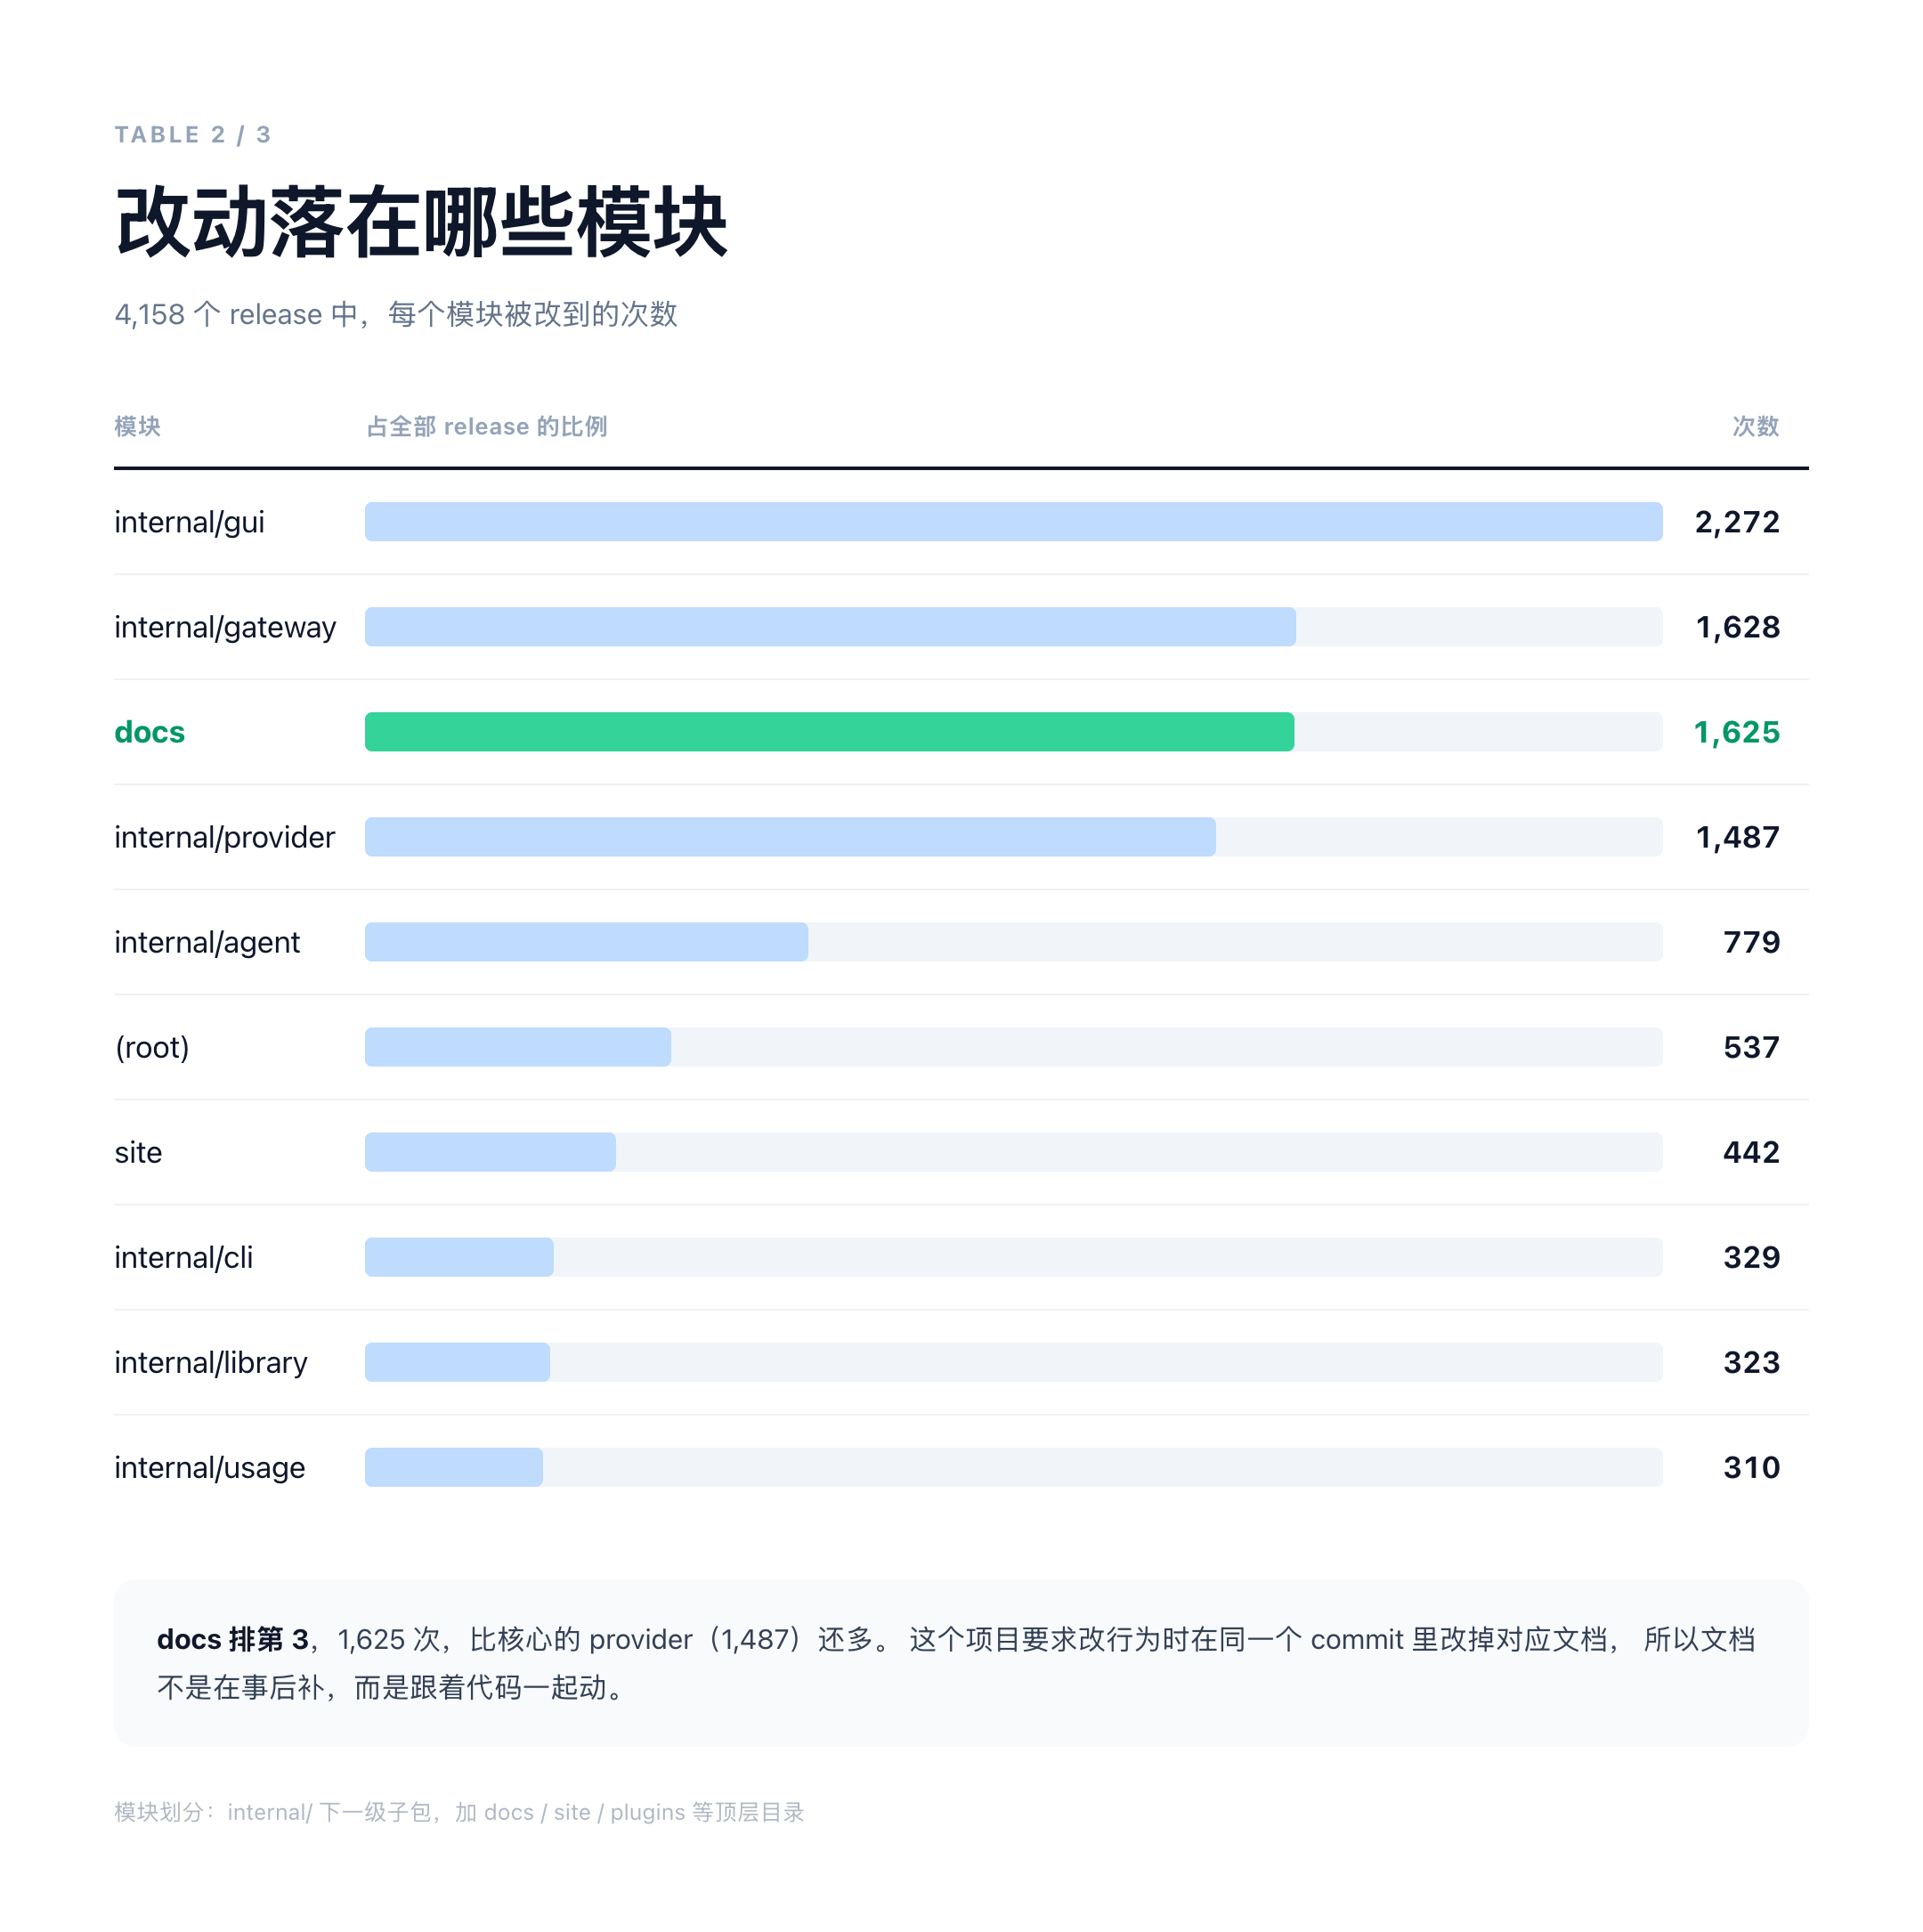 TABLE 2 / 3
改动落在哪些模块
4,158 个 release 中，每个模块被改到的次数
模块 占全部 release 的比例 次数
internal/gui 2,272
internal/gateway 1,628
docs 1,625
internal/provider 1,487
internal/agent 779
(root) 537
site 442
internal/cli 329
internal/library 323
internal/usage 310
docs 排第 3，1,625 次，比核心的 provider（1,487）还多。 这个项目要求改行为时在同一个 commit 里改掉对应文档， 所以文档
不是在事后补，而是跟着代码一起动。
模块划分：internal/ 下一级子包，加 docs / site / plugins 等顶层目录